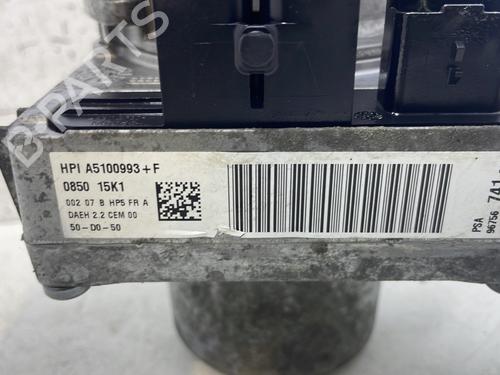 B-PARTS
HPI A5100993+F
0850 15K1
002 07 B HP5 FR A
DAEH 2.2 CEM 00
50-D0-50
PSA
96756 741